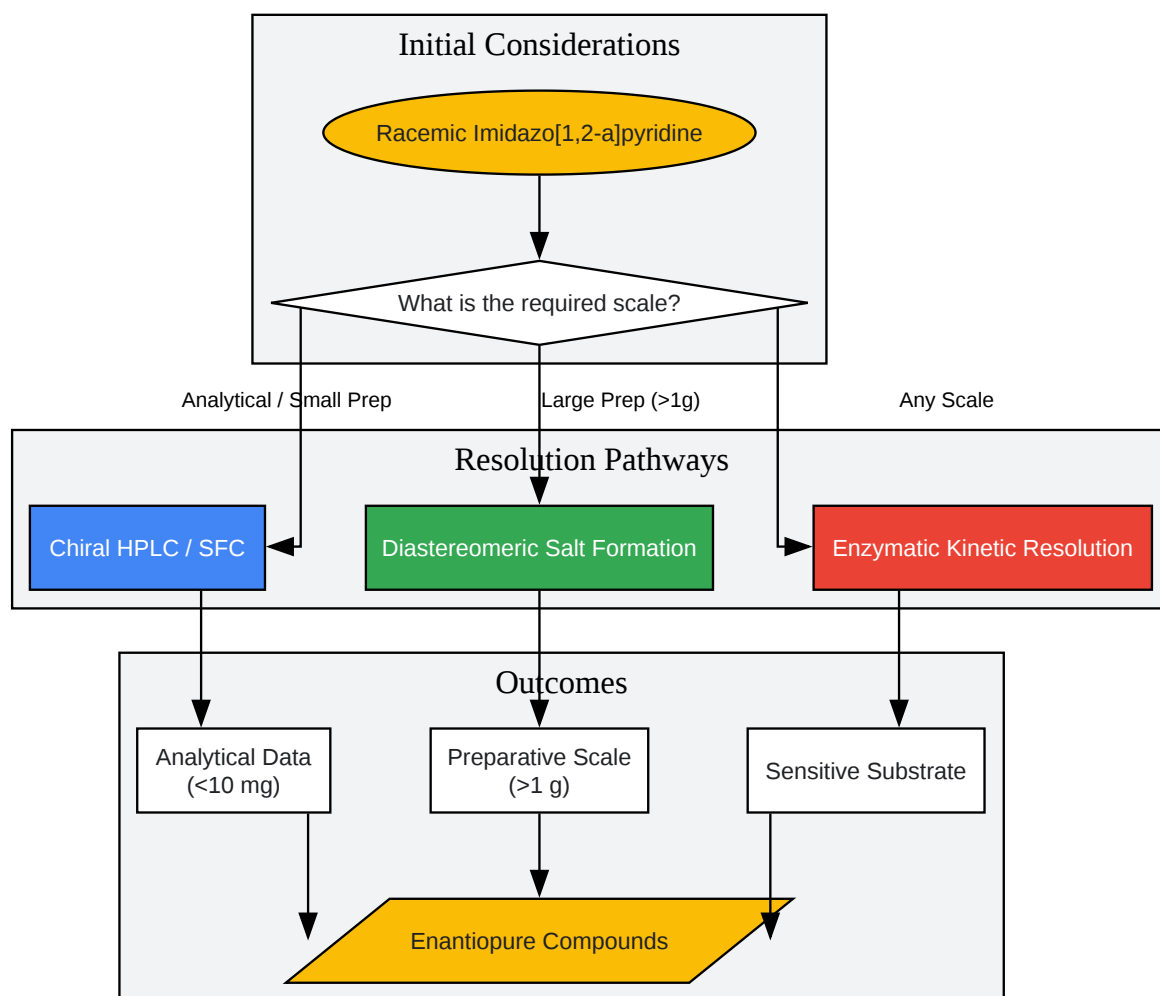 Initial Considerations
Racemic Imidazo[1,2-a]pyridine
What is the required scale?
Analytical / Small Prep
Large Prep (>1g)
Any Scale
Resolution Pathways
Chiral HPLC / SFC
Diastereomeric Salt Formation
Enzymatic Kinetic Resolution
Outcomes
Analytical Data
(<10 mg)
Preparative Scale
(>1 g)
Sensitive Substrate
Enantiopure Compounds